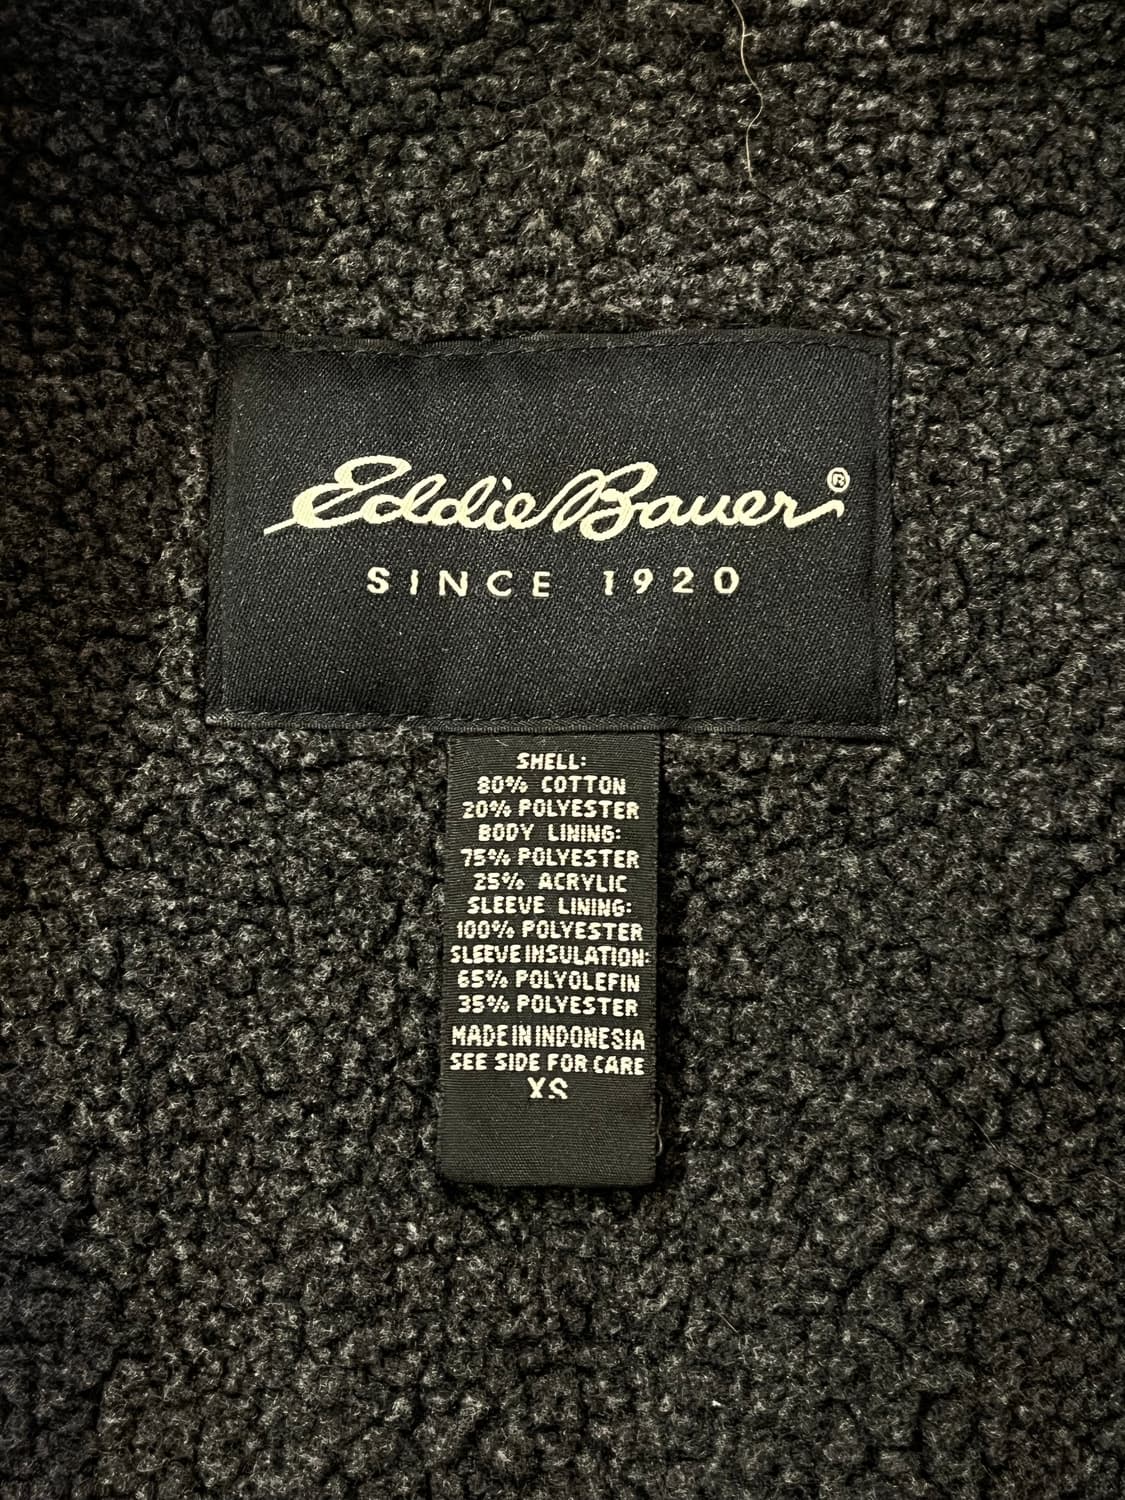 Eddie Bauer®
SINCE 1920
SHELL:
80% COTTON
20% POLYESTER
BODY LINING:
75% POLYESTER
25% ACRYLIC
SLEEVE LINING:
100% POLYESTER
SLEEVE INSULATION:
65% POLYOLEFIN
35% POLYESTER
MADE IN INDONESIA
SEE SIDE FOR CARE
XS